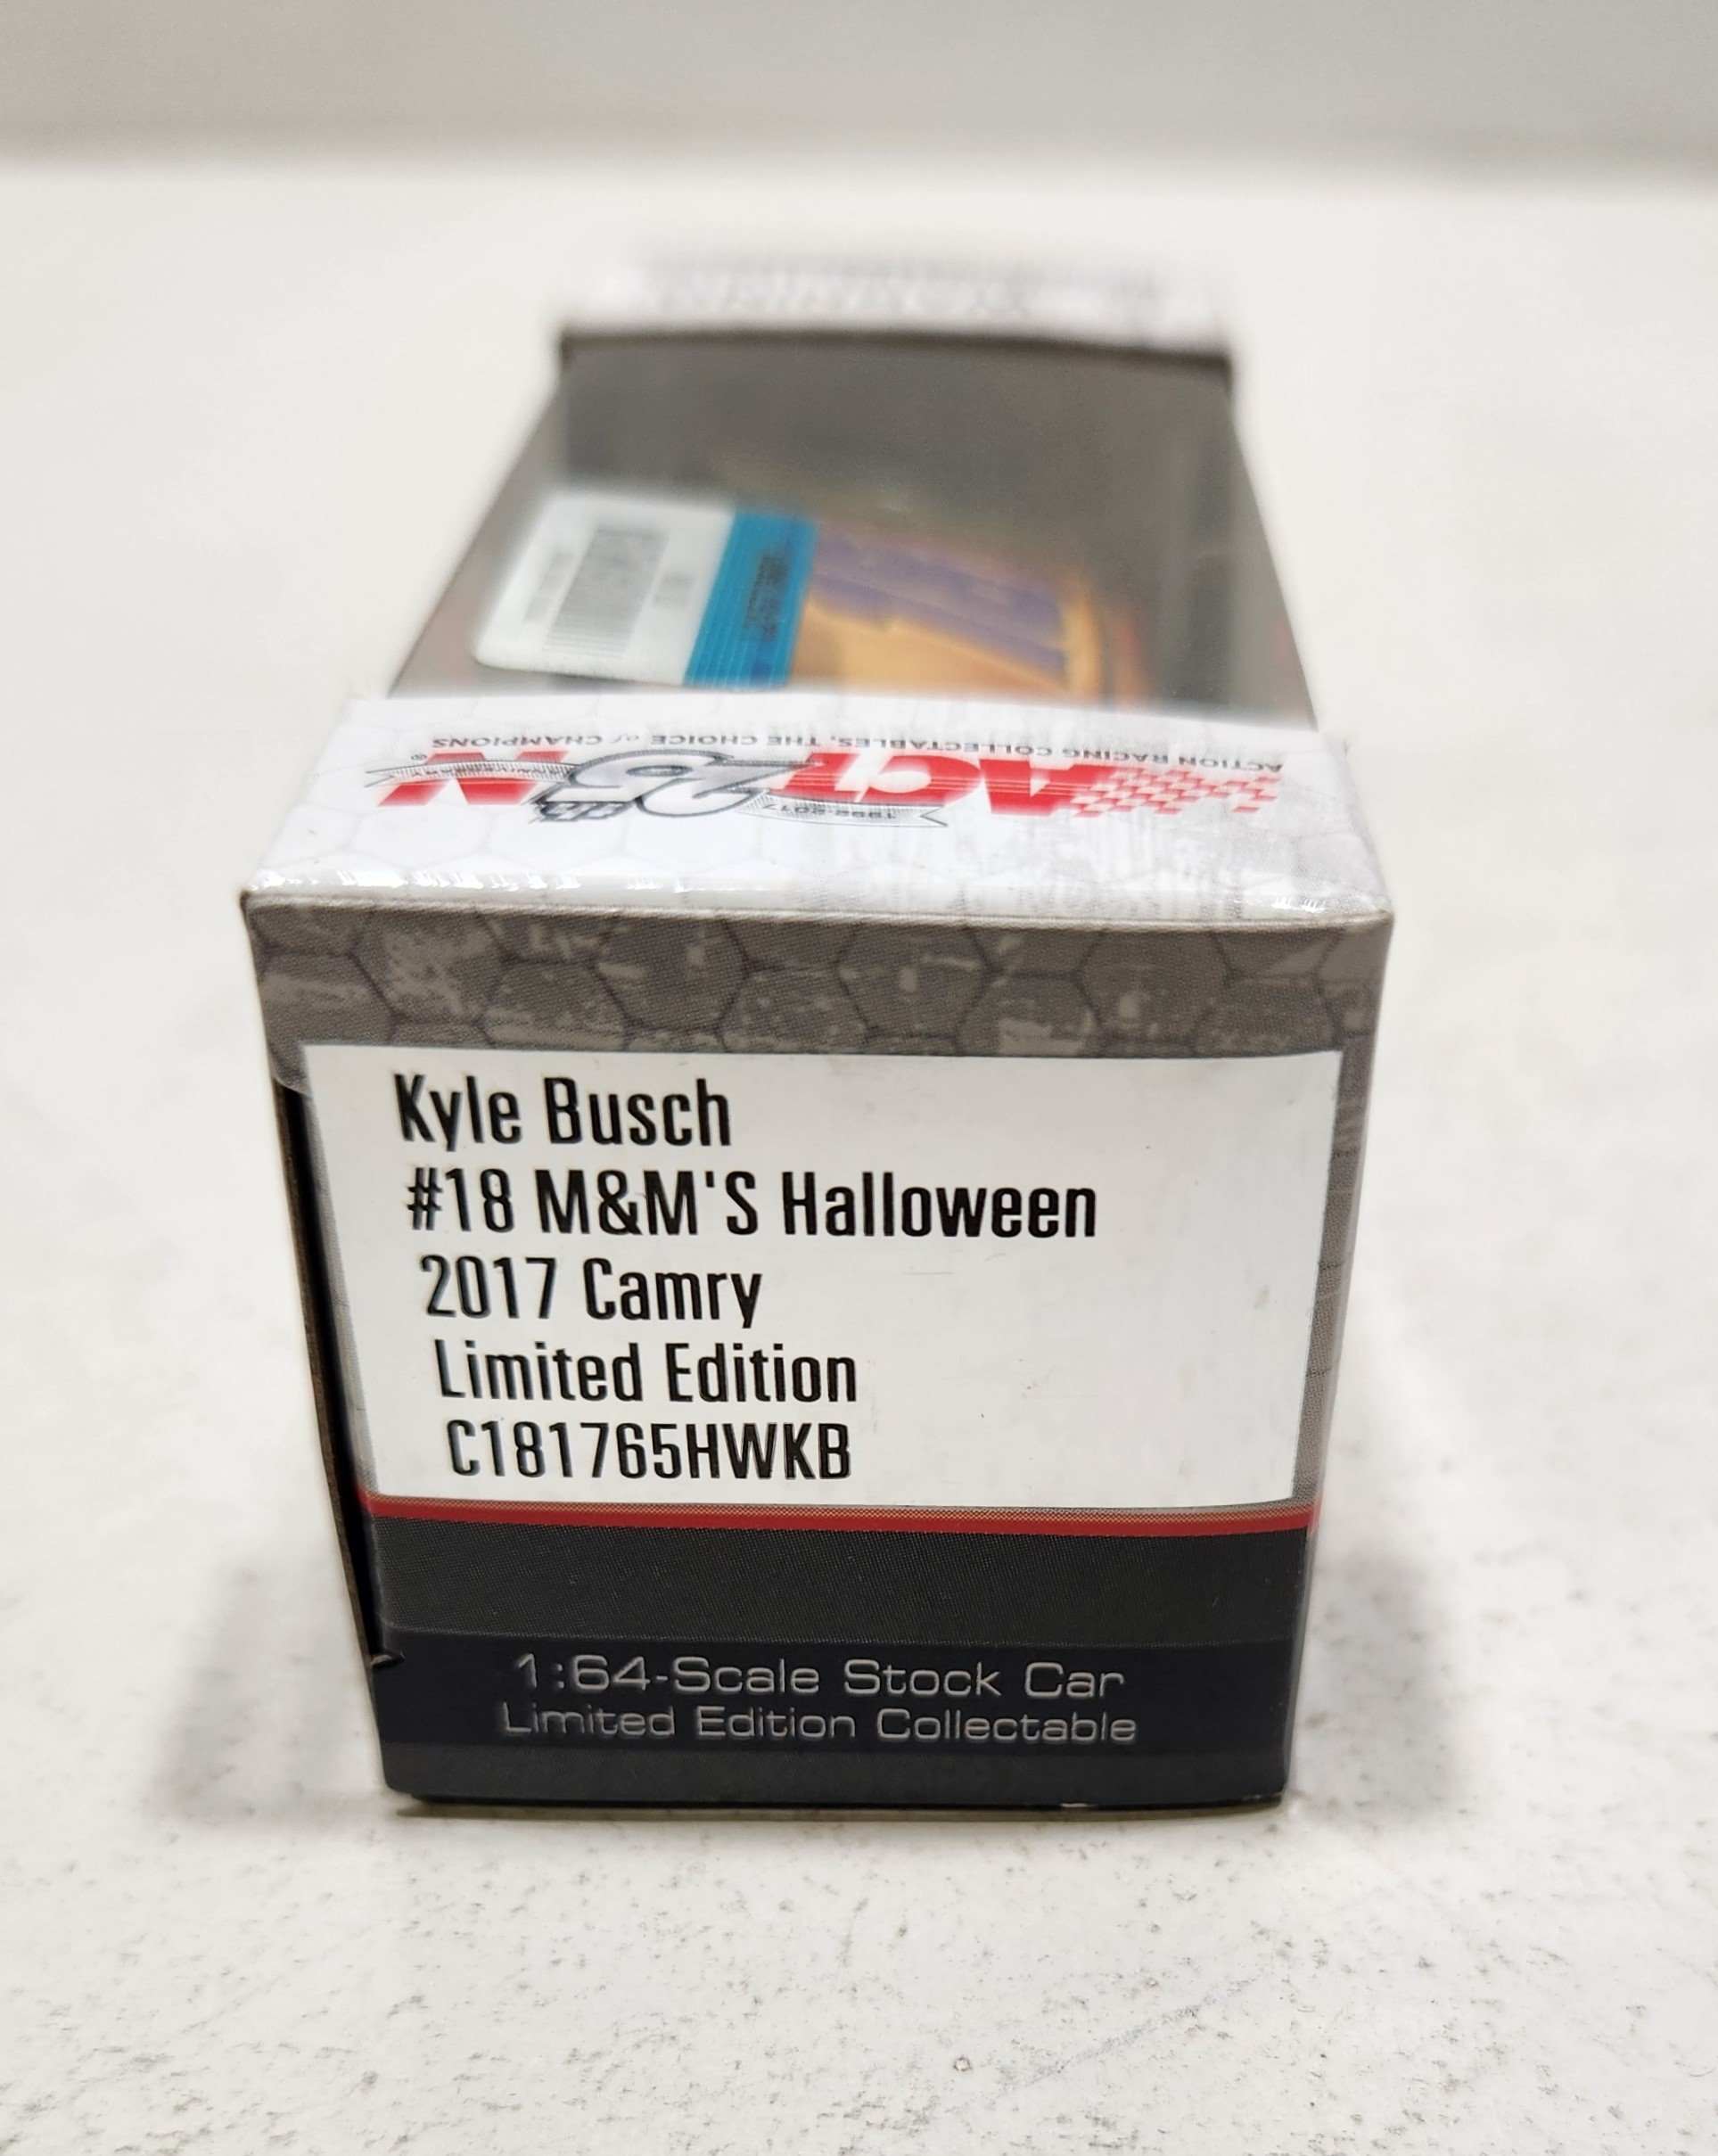 ACTION RACING COLLECTABLES, THE CHOICE of CHAMPIONS
ACTION®
25th
1992-2017
Kyle Busch
#18 M&M'S Halloween
2017 Camry
Limited Edition
C181765HWKB
1:64-Scale Stock Car
Limited Edition Collectable